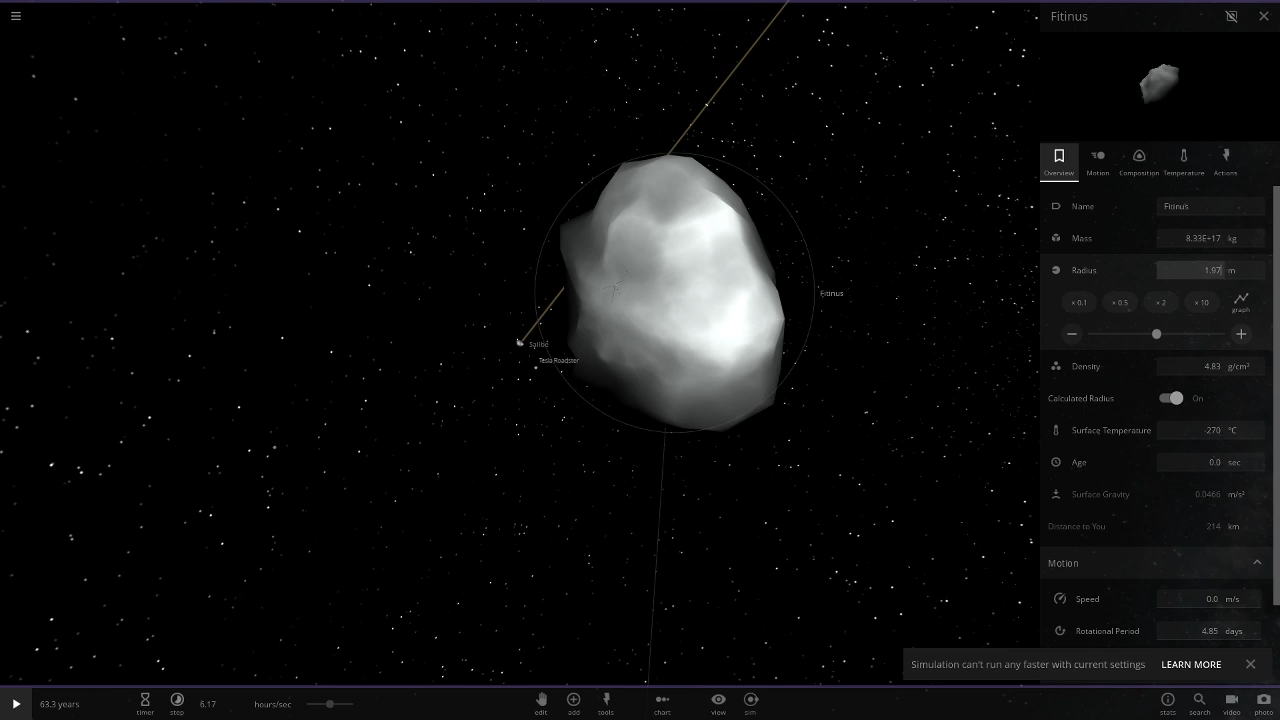 Fitinus
Overview
Motion
Composition
Temperature
Actions
Name
Fitinus
Mass
8.33E+17 kg
Radius
1.97 m
× 0.1
× 0.5
× 2
× 10
graph
Density
4.83 g/cm³
Calculated Radius
On
Surface Temperature
-270 °C
Age
0.0 sec
Surface Gravity
0.0466 m/s²
Distance to You
214 km
Motion
Speed
0.0 m/s
Rotational Period
4.85 days
Fitinus
Tesla Roadster
Simulation can't run any faster with current settings
LEARN MORE
63.3 years
timer
step
6.17
hours/sec
edit
add
tools
chart
view
sim
stats
search
video
photo